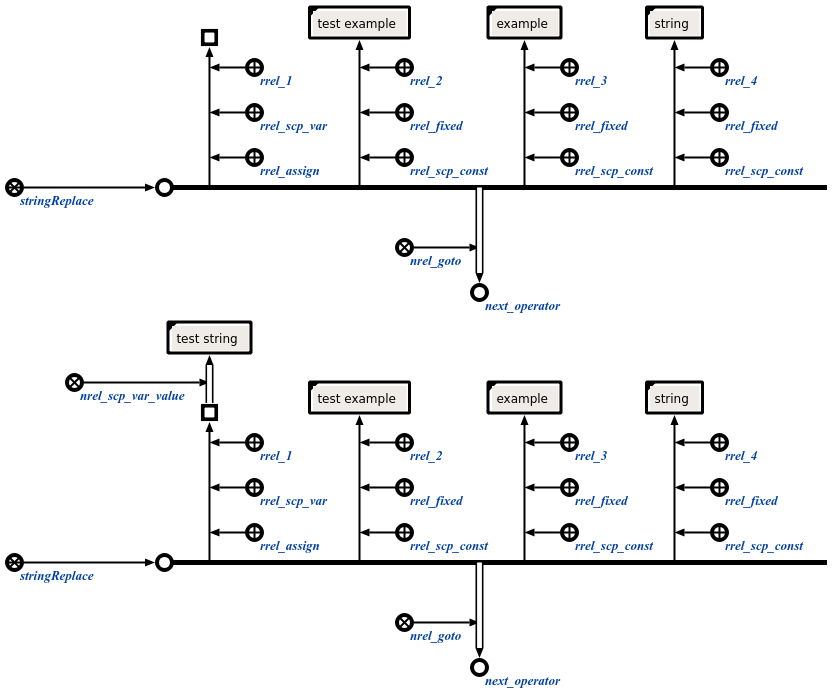 test example example string
rrel_1 rrel_2 rrel_3 rrel_4
rrel_scp_var rrel_fixed rrel_fixed rrel_fixed
rrel_assign rrel_scp_const rrel_scp_const rrel_scp_const
stringReplace
nrel_goto
next_operator
test string
nrel_scp_var_value
test example example string
rrel_1 rrel_2 rrel_3 rrel_4
rrel_scp_var rrel_fixed rrel_fixed rrel_fixed
rrel_assign rrel_scp_const rrel_scp_const rrel_scp_const
stringReplace
nrel_goto
next_operator